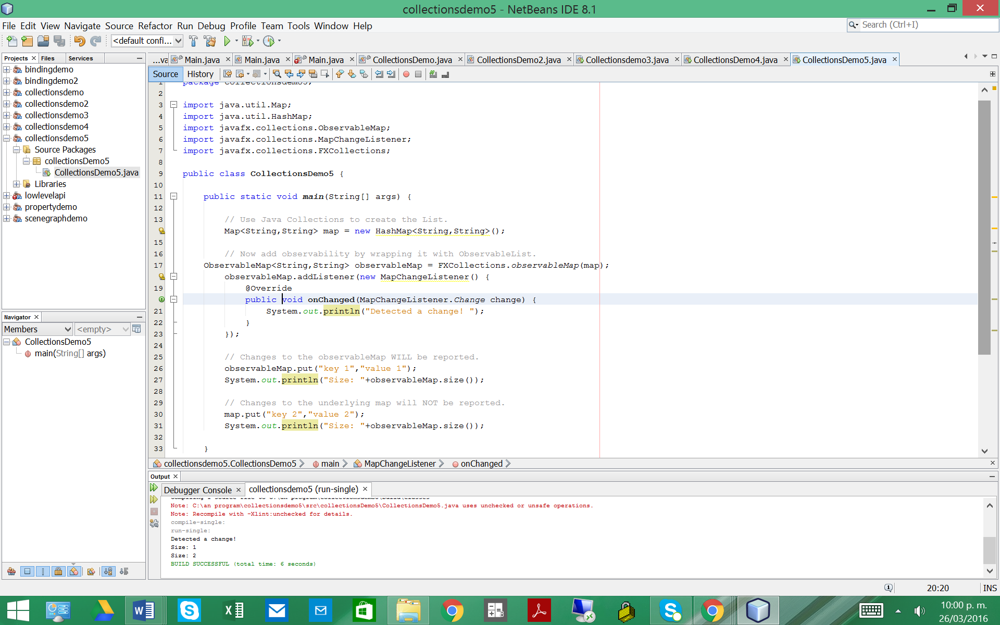 collectionsdemo5 - NetBeans IDE 8.1
File Edit View Navigate Source Refactor Run Debug Profile Team Tools Window Help
Search (Ctrl+I)
<default confi...
Projects Files Services
bindingdemo
bindingdemo2
collectionsdemo
collectionsdemo2
collectionsdemo3
collectionsdemo4
collectionsdemo5
Source Packages
collectionsDemo5
CollectionsDemo5.java
Libraries
lowlevelapi
propertydemo
scenegraphdemo
Navigator
Members <empty>
CollectionsDemo5
main(String[] args)
...va Main.java Main.java Main.java CollectionsDemo.java CollectionsDemo2.java Collectionsdemo3.java CollectionsDemo4.java CollectionsDemo5.java
Source History
1 package collectionsdemo5;
2
3 import java.util.Map;
4 import java.util.HashMap;
5 import javafx.collections.ObservableMap;
6 import javafx.collections.MapChangeListener;
7 import javafx.collections.FXCollections;
8
9 public class CollectionsDemo5 {
10
11 public static void main(String[] args) {
12
13 // Use Java Collections to create the List.
Map<String,String> map = new HashMap<String,String>();
15
16 // Now add observability by wrapping it with ObservableList.
17 ObservableMap<String,String> observableMap = FXCollections.observableMap(map);
observableMap.addListener(new MapChangeListener() {
19 @Override
public void onChanged(MapChangeListener.Change change) {
21 System.out.println("Detected a change! ");
22 }
23 });
24
25 // Changes to the observableMap WILL be reported.
26 observableMap.put("key 1","value 1");
27 System.out.println("Size: "+observableMap.size());
28
29 // Changes to the underlying map will NOT be reported.
30 map.put("key 2","value 2");
31 System.out.println("Size: "+observableMap.size());
32
33 }
collectionsdemo5.CollectionsDemo5 main MapChangeListener onChanged
Output
Debugger Console collectionsdemo5 (run-single)
Compiling 1 source file to C:\an program\collectionsdemo5\build\classes
Note: C:\an program\collectionsdemo5\src\collectionsDemo5\CollectionsDemo5.java uses unchecked or unsafe operations.
Note: Recompile with -Xlint:unchecked for details.
compile-single:
run-single:
Detected a change!
Size: 1
Size: 2
BUILD SUCCESSFUL (total time: 6 seconds)
20:20 INS
10:00 p. m.
26/03/2016